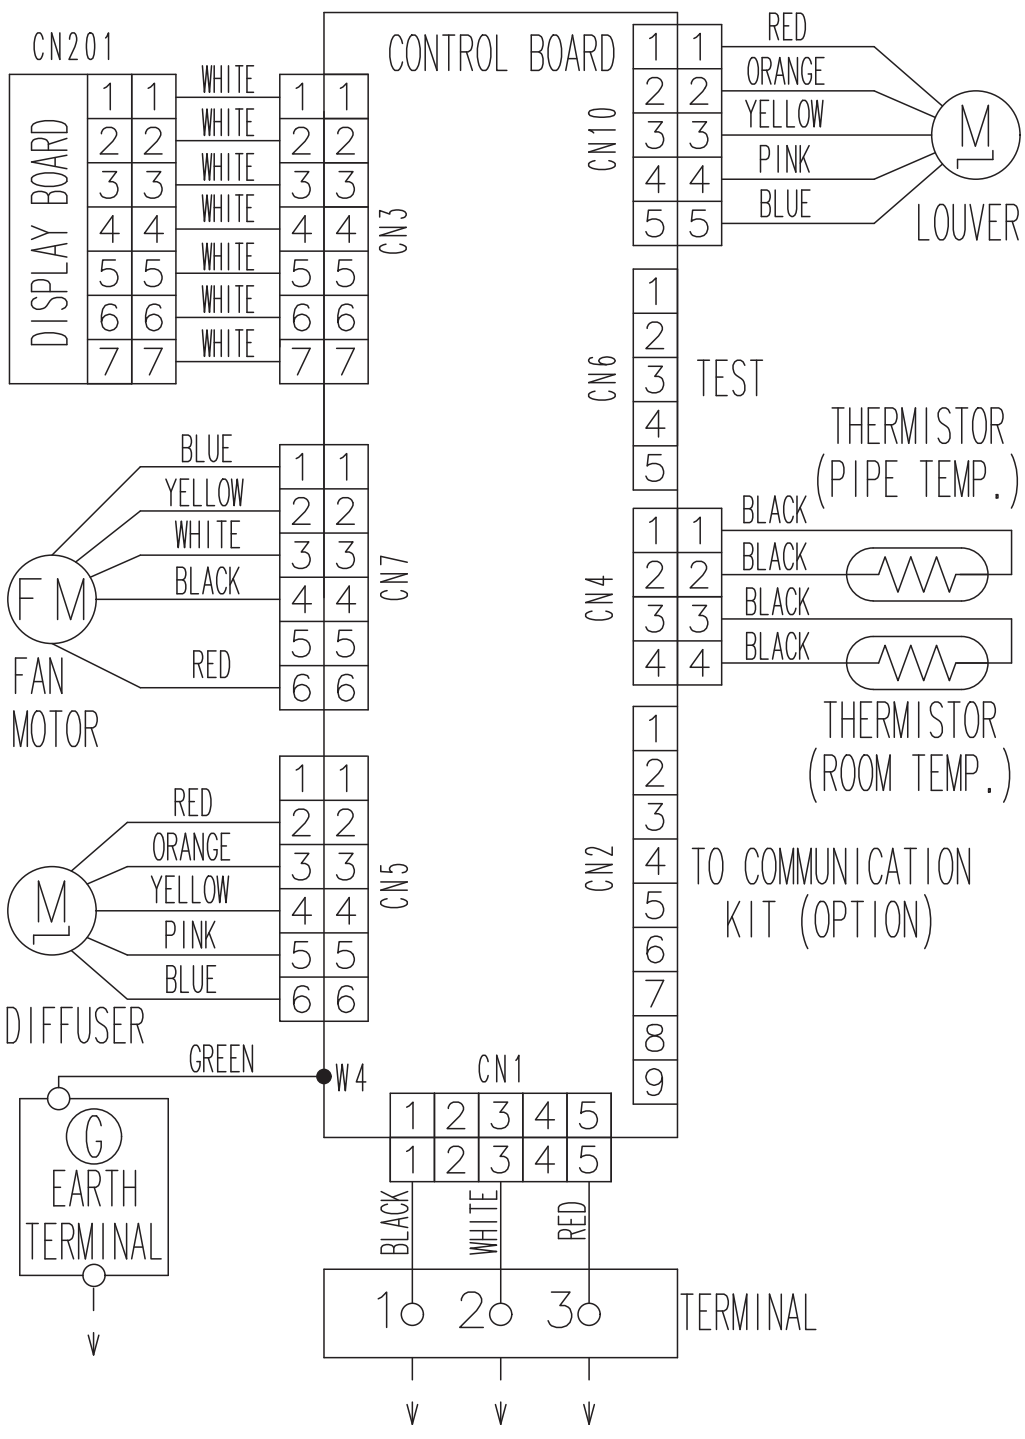 CN201
DISPLAY BOARD
1 1
2 2
3 3
4 4
5 5
6 6
7 7
WHITE
WHITE
WHITE
WHITE
WHITE
WHITE
WHITE
1 1
2 2
3 3
4 4
5 5
6 6
7 7
CN3
CONTROL BOARD
CN10
1 1
2 2
3 3
4 4
5 5
RED
ORANGE
YELLOW
PINK
BLUE
M
LOUVER
CN6
1
2
3
4
5
TEST
BLUE
YELLOW
WHITE
BLACK
RED
FM
FAN
MOTOR
1 1
2 2
3 3
4 4
5 5
6 6
CN7
THERMISTOR
(PIPE TEMP.)
CN4
1 1
2 2
3 3
4 4
BLACK
BLACK
BLACK
BLACK
THERMISTOR
(ROOM TEMP.)
RED
ORANGE
YELLOW
PINK
BLUE
M
DIFFUSER
1 1
2 2
3 3
4 4
5 5
6 6
CN5
CN2
1
2
3
4
5
6
7
8
9
TO COMMUNICATION
KIT (OPTION)
GREEN
W4
G
EARTH
TERMINAL
CN1
1 2 3 4 5
1 2 3 4 5
BLACK
WHITE
RED
1 2 3
TERMINAL